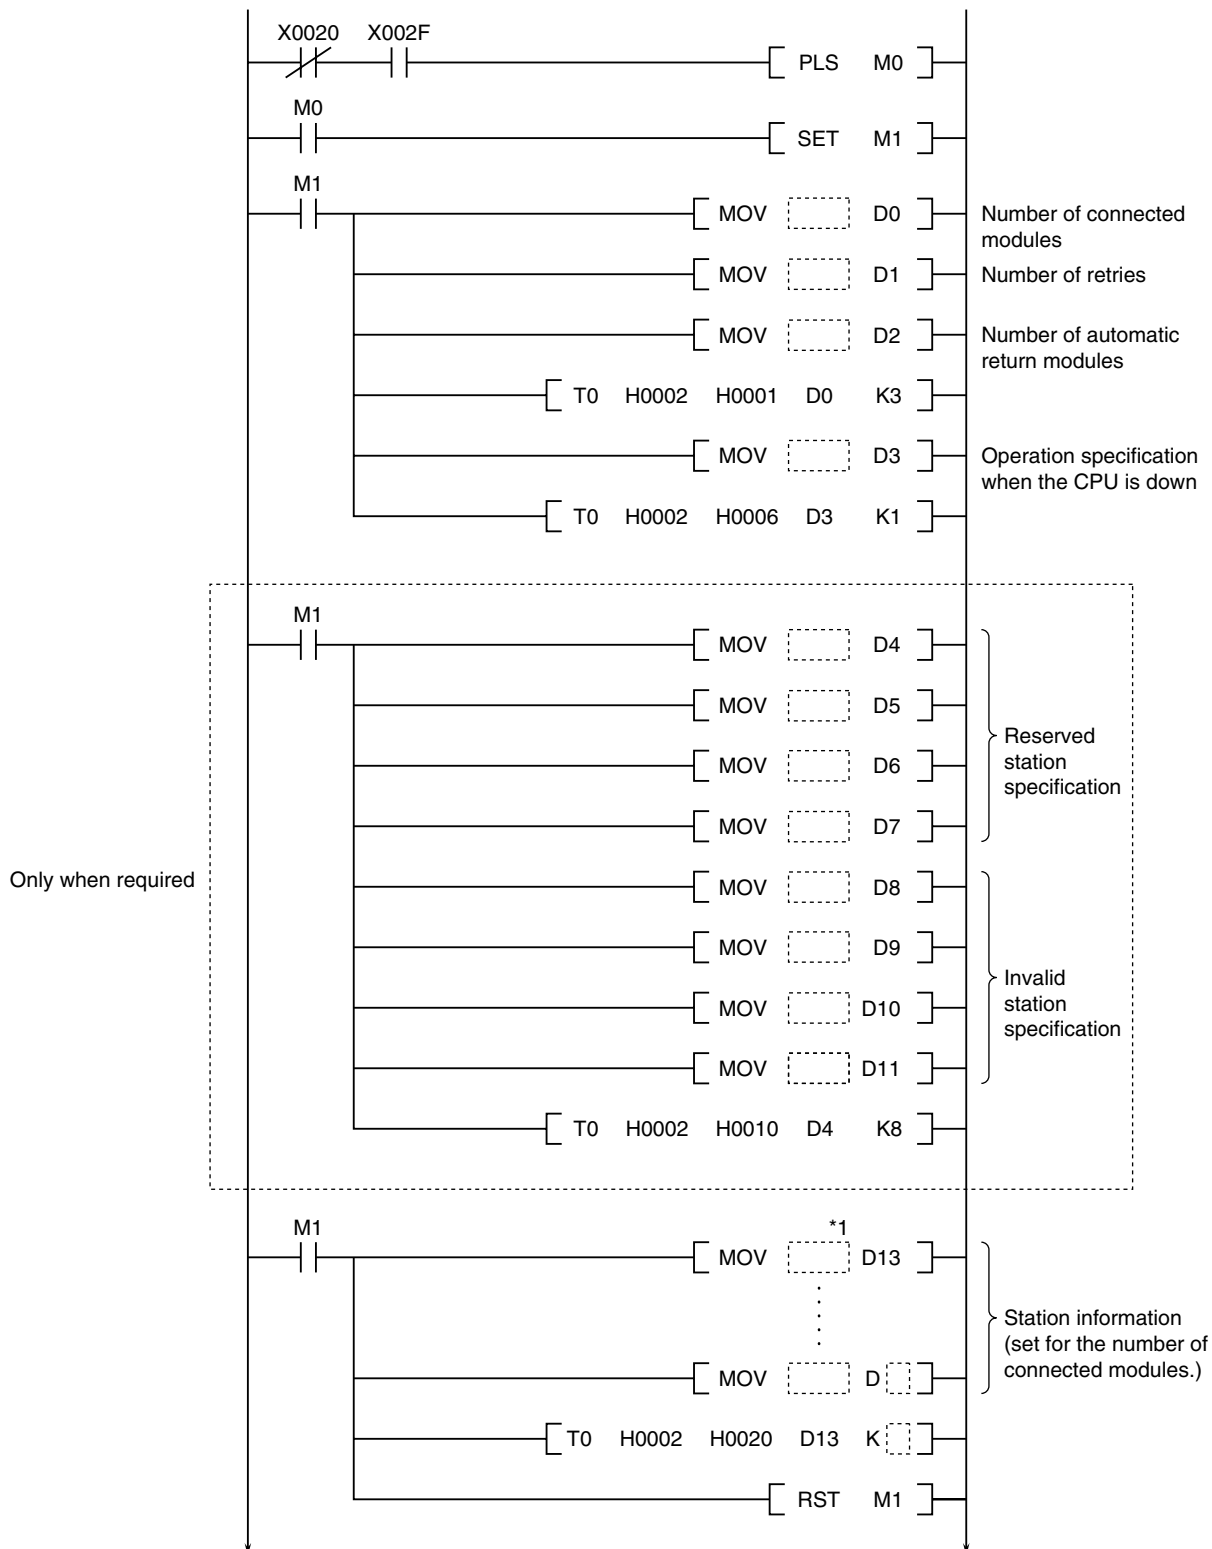 X0020 X002F
PLS M0
M0
SET M1
M1
MOV D0
Number of connected
modules
MOV D1
Number of retries
MOV D2
Number of automatic
return modules
T0 H0002 H0001 D0 K3
MOV D3
Operation specification
when the CPU is down
T0 H0002 H0006 D3 K1
Only when required
M1
MOV D4
MOV D5
MOV D6
MOV D7
Reserved
station
specification
MOV D8
MOV D9
MOV D10
MOV D11
Invalid
station
specification
T0 H0002 H0010 D4 K8
M1
*1
MOV D13
MOV D
Station information
(set for the number of
connected modules.)
T0 H0002 H0020 D13 K
RST M1